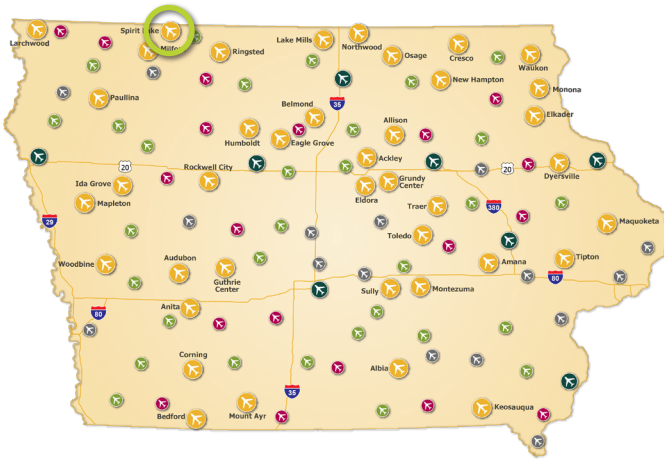 Spirit Lake
Larchwood
Milford
Ringsted
Lake Mills
Northwood
Osage
Cresco
Waukon
New Hampton
Monona
Paullina
Belmond
Elkader
35
Allison
Humboldt
Eagle Grove
Ackley
20
Rockwell City
20
Dyersville
Ida Grove
Grundy
Center
Eldora
Mapleton
Traer
380
29
Maquoketa
Toledo
Woodbine
Audubon
Amana
Tipton
Guthrie
Center
80
Sully
Montezuma
Anita
80
Corning
Albia
35
Mount Ayr
Bedford
Keosauqua